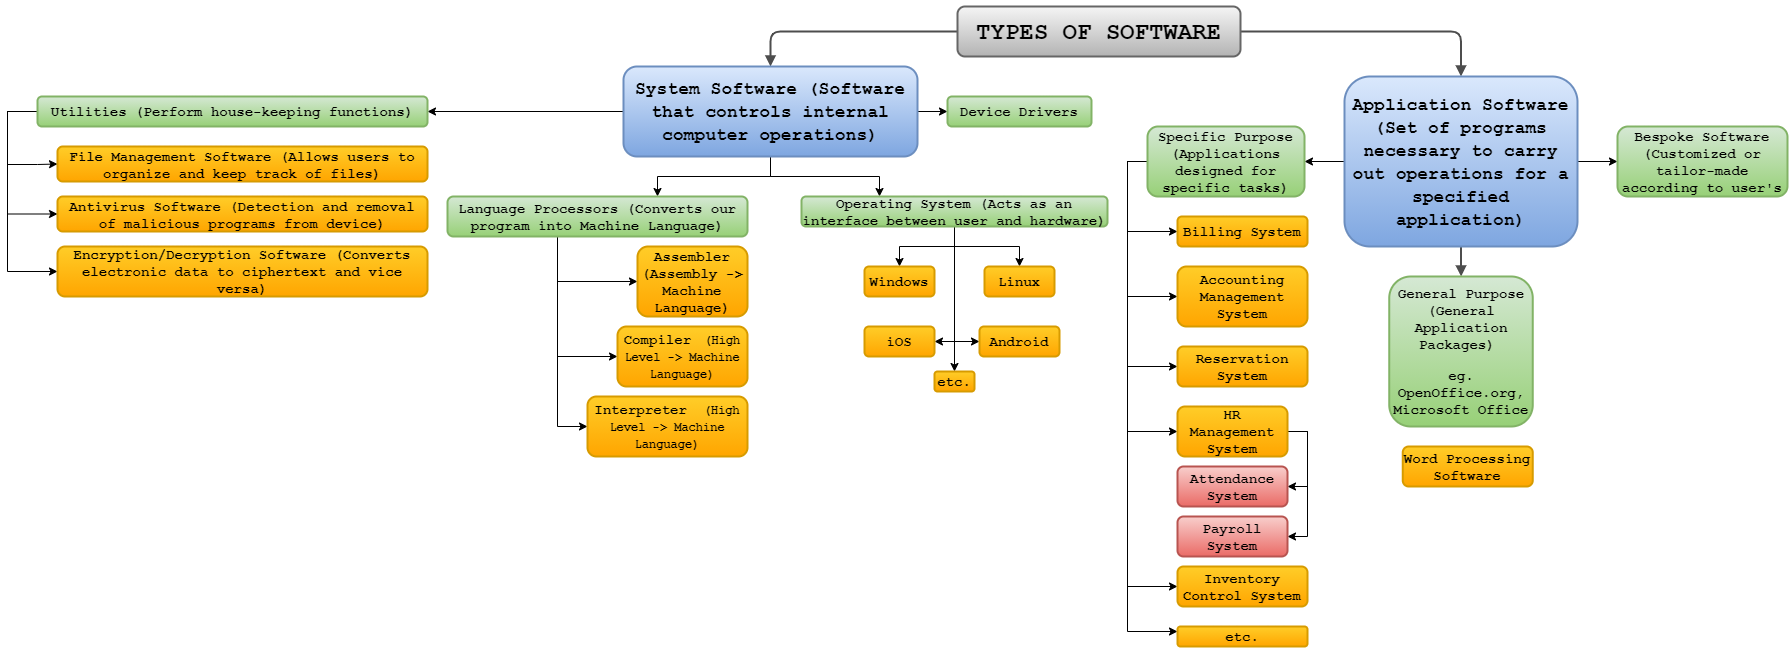 TYPES OF SOFTWARE
System Software (Software
that controls internal
computer operations)
Utilities (Perform house-keeping functions)
File Management Software (Allows users to
organize and keep track of files)
Antivirus Software (Detection and removal
of malicious programs from device)
Encryption/Decryption Software (Converts
electronic data to ciphertext and vice
versa)
Device Drivers
Language Processors (Converts our
program into Machine Language)
Assembler
(Assembly ->
Machine
Language)
Compiler (High
Level -> Machine
Language)
Interpreter (High
Level -> Machine
Language)
Operating System (Acts as an
interface between user and hardware)
Windows
Linux
iOS
Android
etc.
Application Software
(Set of programs
necessary to carry
out operations for a
specified
application)
Specific Purpose
(Applications
designed for
specific tasks)
Billing System
Accounting
Management
System
Reservation
System
HR
Management
System
Attendance
System
Payroll
System
Inventory
Control System
etc.
General Purpose
(General
Application
Packages)
eg.
OpenOffice.org,
Microsoft Office
Word Processing
Software
Bespoke Software
(Customized or
tailor-made
according to user's